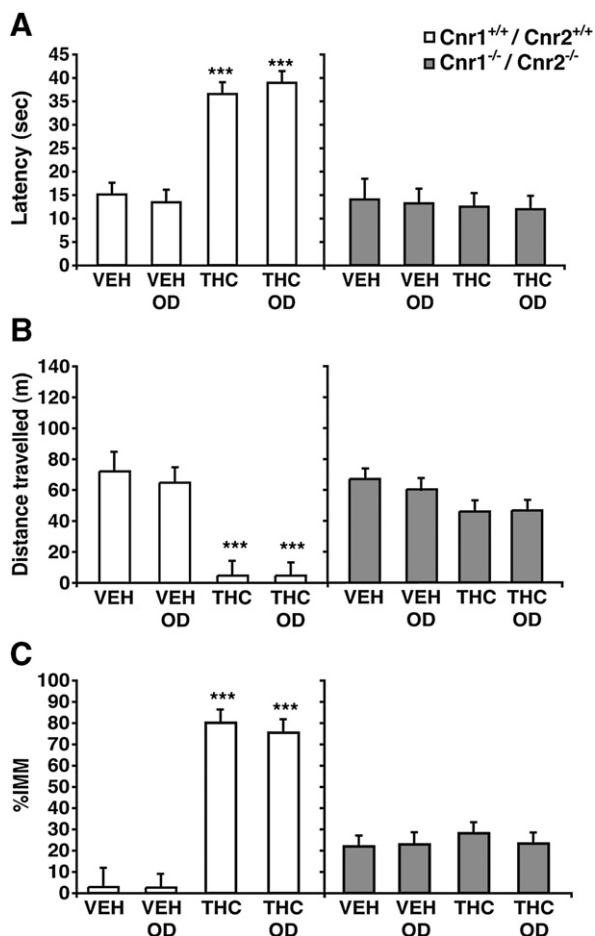 A
Cnr1+/+ / Cnr2+/+
Cnr1-/- / Cnr2-/-
Latency (sec)
45
40
35
30
25
20
15
10
5
0
***
***
VEH VEH THC THC VEH VEH THC THC
OD OD OD OD
B
Distance travelled (m)
140
120
100
80
60
40
20
0
***
***
VEH VEH THC THC VEH VEH THC THC
OD OD OD OD
C
%IMM
100
90
80
70
60
50
40
30
20
10
0
***
***
VEH VEH THC THC VEH VEH THC THC
OD OD OD OD